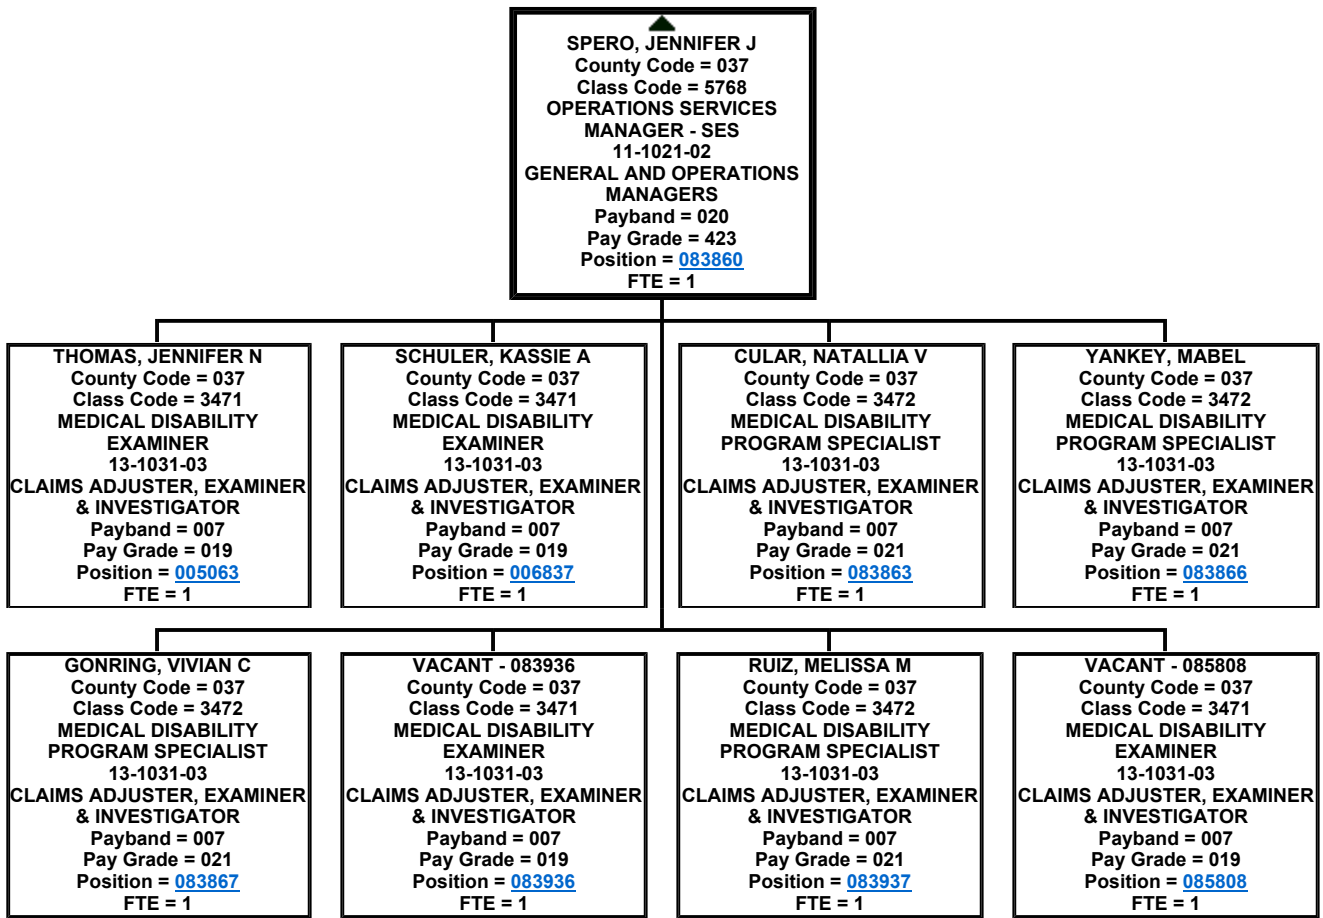 SPERO, JENNIFER J
County Code = 037
Class Code = 5768
OPERATIONS SERVICES
MANAGER - SES
11-1021-02
GENERAL AND OPERATIONS
MANAGERS
Payband = 020
Pay Grade = 423
Position = 083860
FTE = 1
THOMAS, JENNIFER N
County Code = 037
Class Code = 3471
MEDICAL DISABILITY
EXAMINER
13-1031-03
CLAIMS ADJUSTER, EXAMINER
& INVESTIGATOR
Payband = 007
Pay Grade = 019
Position = 005063
FTE = 1
SCHULER, KASSIE A
County Code = 037
Class Code = 3471
MEDICAL DISABILITY
EXAMINER
13-1031-03
CLAIMS ADJUSTER, EXAMINER
& INVESTIGATOR
Payband = 007
Pay Grade = 019
Position = 006837
FTE = 1
CULAR, NATALLIA V
County Code = 037
Class Code = 3472
MEDICAL DISABILITY
PROGRAM SPECIALIST
13-1031-03
CLAIMS ADJUSTER, EXAMINER
& INVESTIGATOR
Payband = 007
Pay Grade = 021
Position = 083863
FTE = 1
YANKEY, MABEL
County Code = 037
Class Code = 3472
MEDICAL DISABILITY
PROGRAM SPECIALIST
13-1031-03
CLAIMS ADJUSTER, EXAMINER
& INVESTIGATOR
Payband = 007
Pay Grade = 021
Position = 083866
FTE = 1
GONRING, VIVIAN C
County Code = 037
Class Code = 3472
MEDICAL DISABILITY
PROGRAM SPECIALIST
13-1031-03
CLAIMS ADJUSTER, EXAMINER
& INVESTIGATOR
Payband = 007
Pay Grade = 021
Position = 083867
FTE = 1
VACANT - 083936
County Code = 037
Class Code = 3471
MEDICAL DISABILITY
EXAMINER
13-1031-03
CLAIMS ADJUSTER, EXAMINER
& INVESTIGATOR
Payband = 007
Pay Grade = 019
Position = 083936
FTE = 1
RUIZ, MELISSA M
County Code = 037
Class Code = 3472
MEDICAL DISABILITY
PROGRAM SPECIALIST
13-1031-03
CLAIMS ADJUSTER, EXAMINER
& INVESTIGATOR
Payband = 007
Pay Grade = 021
Position = 083937
FTE = 1
VACANT - 085808
County Code = 037
Class Code = 3471
MEDICAL DISABILITY
EXAMINER
13-1031-03
CLAIMS ADJUSTER, EXAMINER
& INVESTIGATOR
Payband = 007
Pay Grade = 019
Position = 085808
FTE = 1